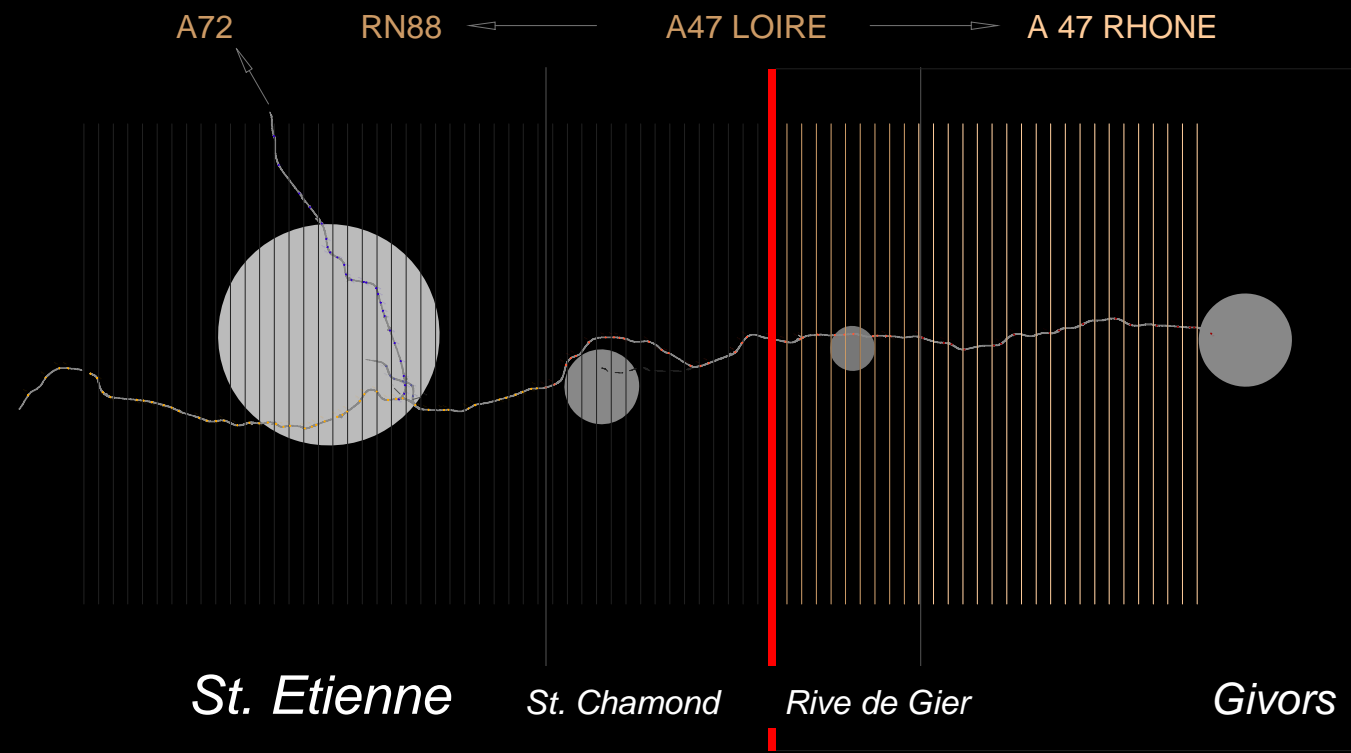 A72 RN88 A47 LOIRE A 47 RHONE
St. Etienne St. Chamond Rive de Gier Givors